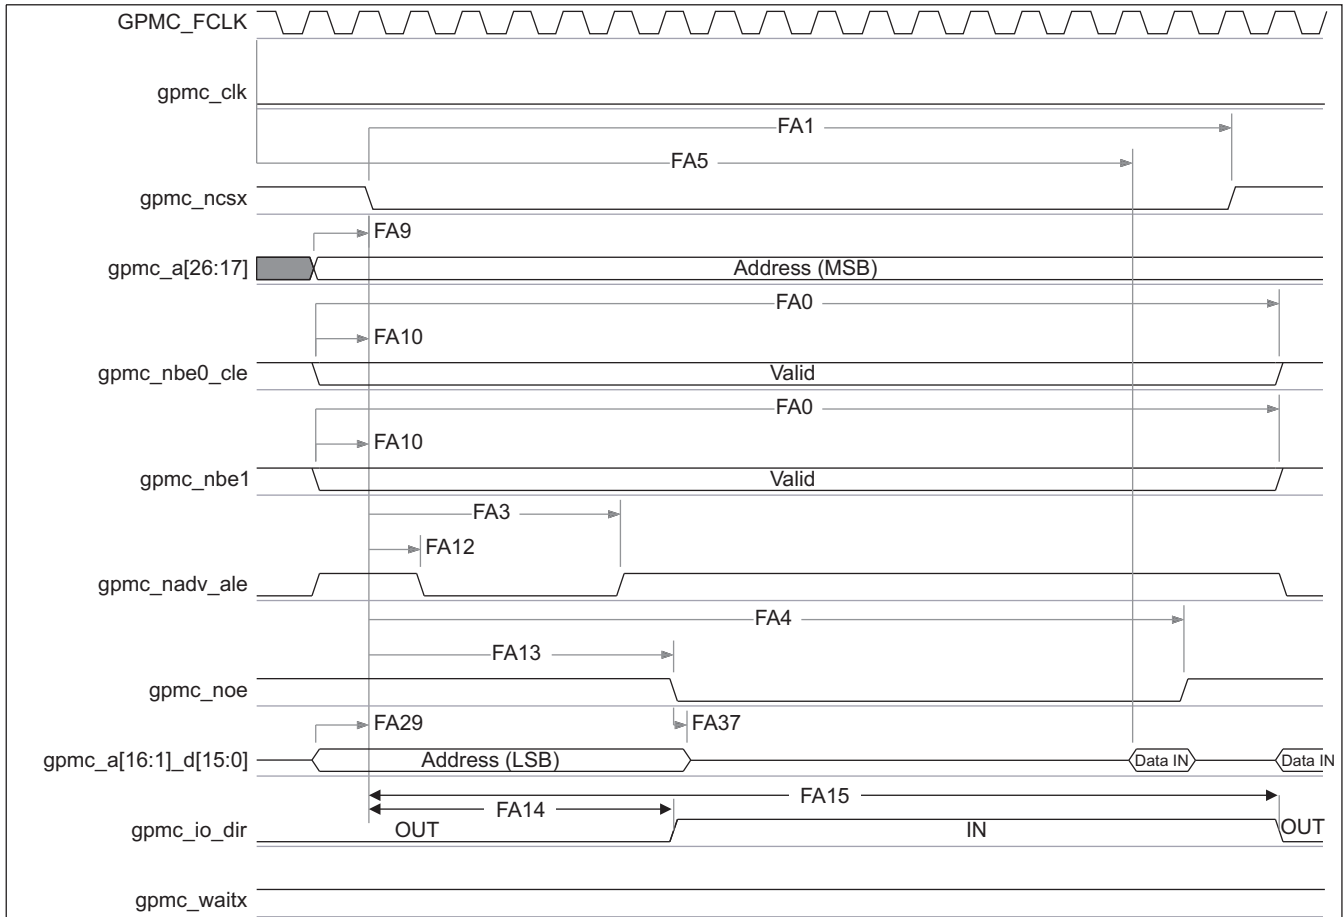 GPMC_FCLK
gpmc_clk
FA1
FA5
gpmc_ncsx
FA9
gpmc_a[26:17]
Address (MSB)
FA0
FA10
gpmc_nbe0_cle
Valid
FA0
FA10
gpmc_nbe1
Valid
FA3
FA12
gpmc_nadv_ale
FA4
FA13
gpmc_noe
FA29
FA37
gpmc_a[16:1]_d[15:0]
Address (LSB)
Data IN
Data IN
FA15
FA14
gpmc_io_dir
OUT
IN
OUT
gpmc_waitx